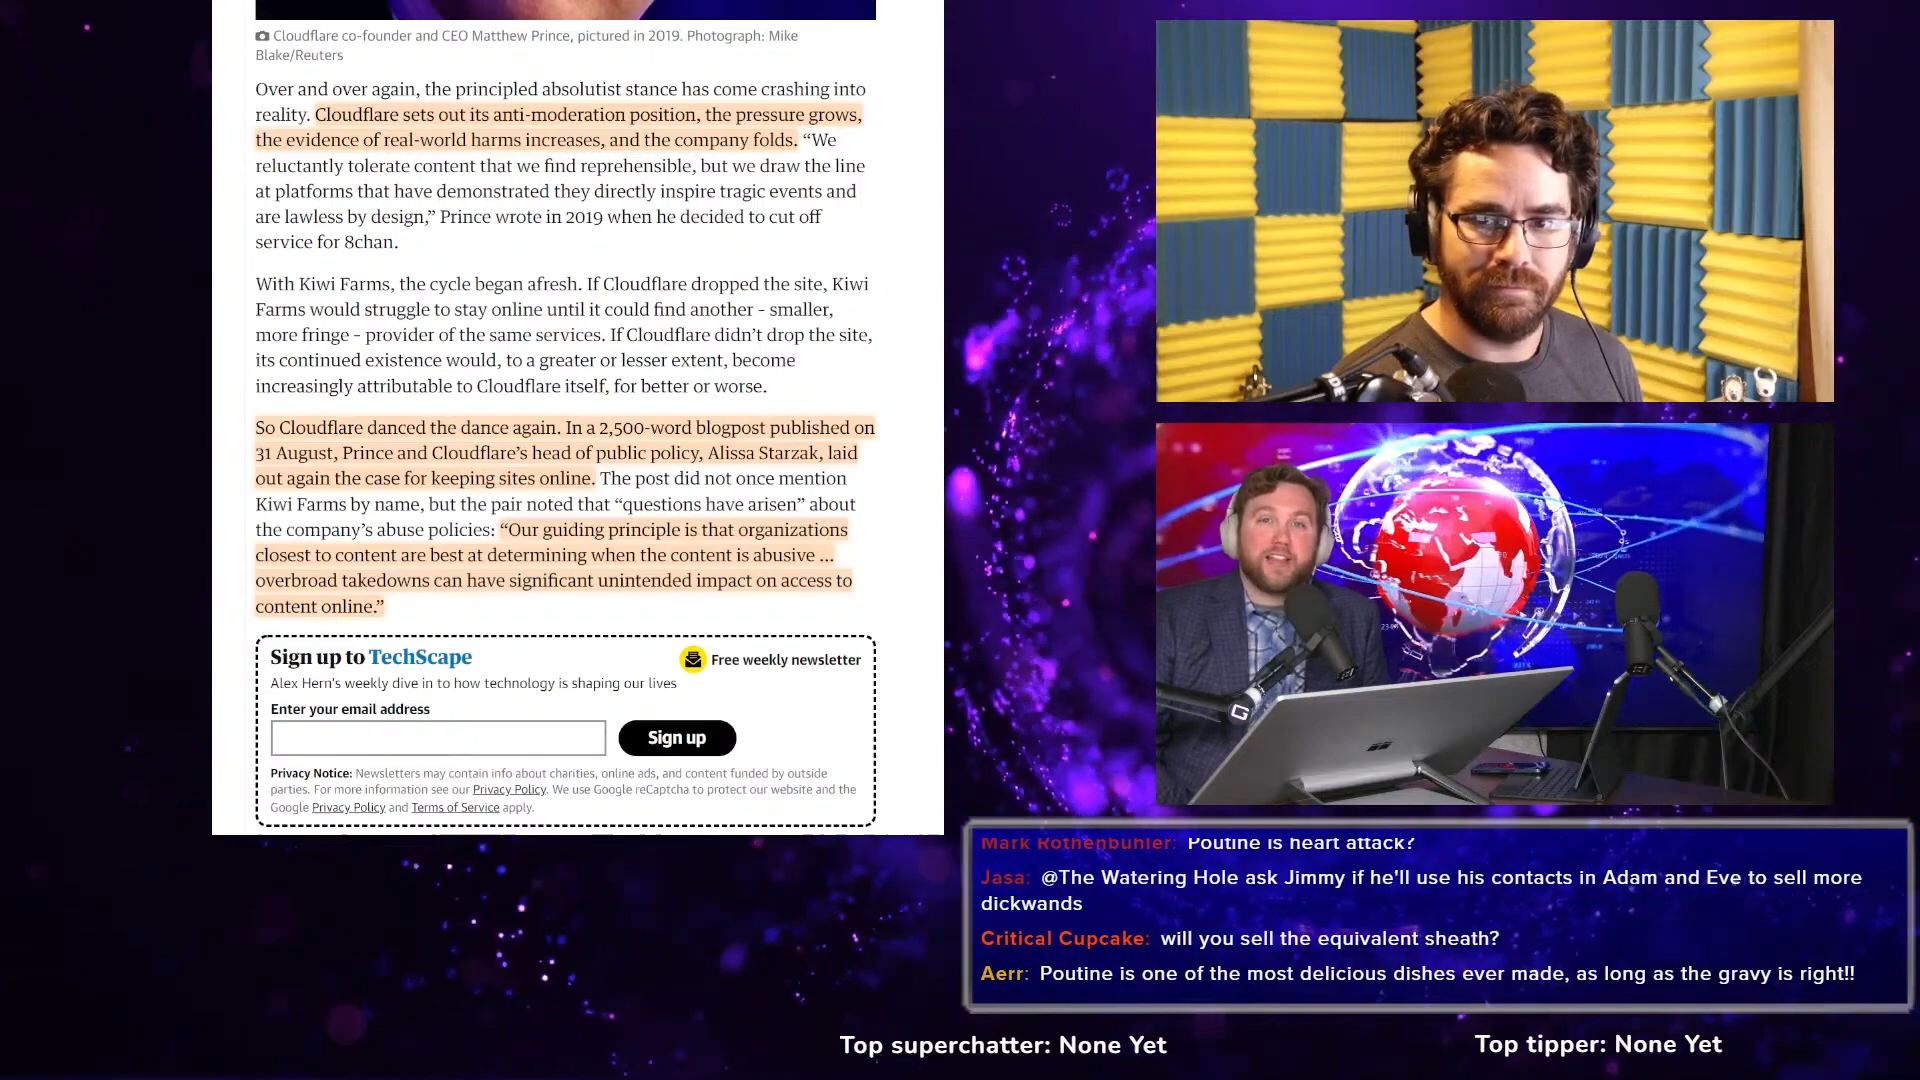 Cloudflare co-founder and CEO Matthew Prince, pictured in 2019. Photograph: Mike
Blake/Reuters
Over and over again, the principled absolutist stance has come crashing into
reality. Cloudflare sets out its anti-moderation position, the pressure grows,
the evidence of real-world harms increases, and the company folds. “We
reluctantly tolerate content that we find reprehensible, but we draw the line
at platforms that have demonstrated they directly inspire tragic events and
are lawless by design,” Prince wrote in 2019 when he decided to cut off
service for 8chan.
With Kiwi Farms, the cycle began afresh. If Cloudflare dropped the site, Kiwi
Farms would struggle to stay online until it could find another – smaller,
more fringe – provider of the same services. If Cloudflare didn’t drop the site,
its continued existence would, to a greater or lesser extent, become
increasingly attributable to Cloudflare itself, for better or worse.
So Cloudflare danced the dance again. In a 2,500-word blogpost published on
31 August, Prince and Cloudflare’s head of public policy, Alissa Starzak, laid
out again the case for keeping sites online. The post did not once mention
Kiwi Farms by name, but the pair noted that “questions have arisen” about
the company’s abuse policies: “Our guiding principle is that organizations
closest to content are best at determining when the content is abusive ...
overbroad takedowns can have significant unintended impact on access to
content online.”
Sign up to TechScape
Free weekly newsletter
Alex Hern's weekly dive in to how technology is shaping our lives
Enter your email address
Sign up
Privacy Notice: Newsletters may contain info about charities, online ads, and content funded by outside
parties. For more information see our Privacy Policy. We use Google reCaptcha to protect our website and the
Google Privacy Policy and Terms of Service apply.
Mark Rothenbuhler: Poutine is heart attack?
Jasa: @The Watering Hole ask Jimmy if he'll use his contacts in Adam and Eve to sell more
dickwands
Critical Cupcake: will you sell the equivalent sheath?
Aerr: Poutine is one of the most delicious dishes ever made, as long as the gravy is right!!
Top superchatter: None Yet
Top tipper: None Yet